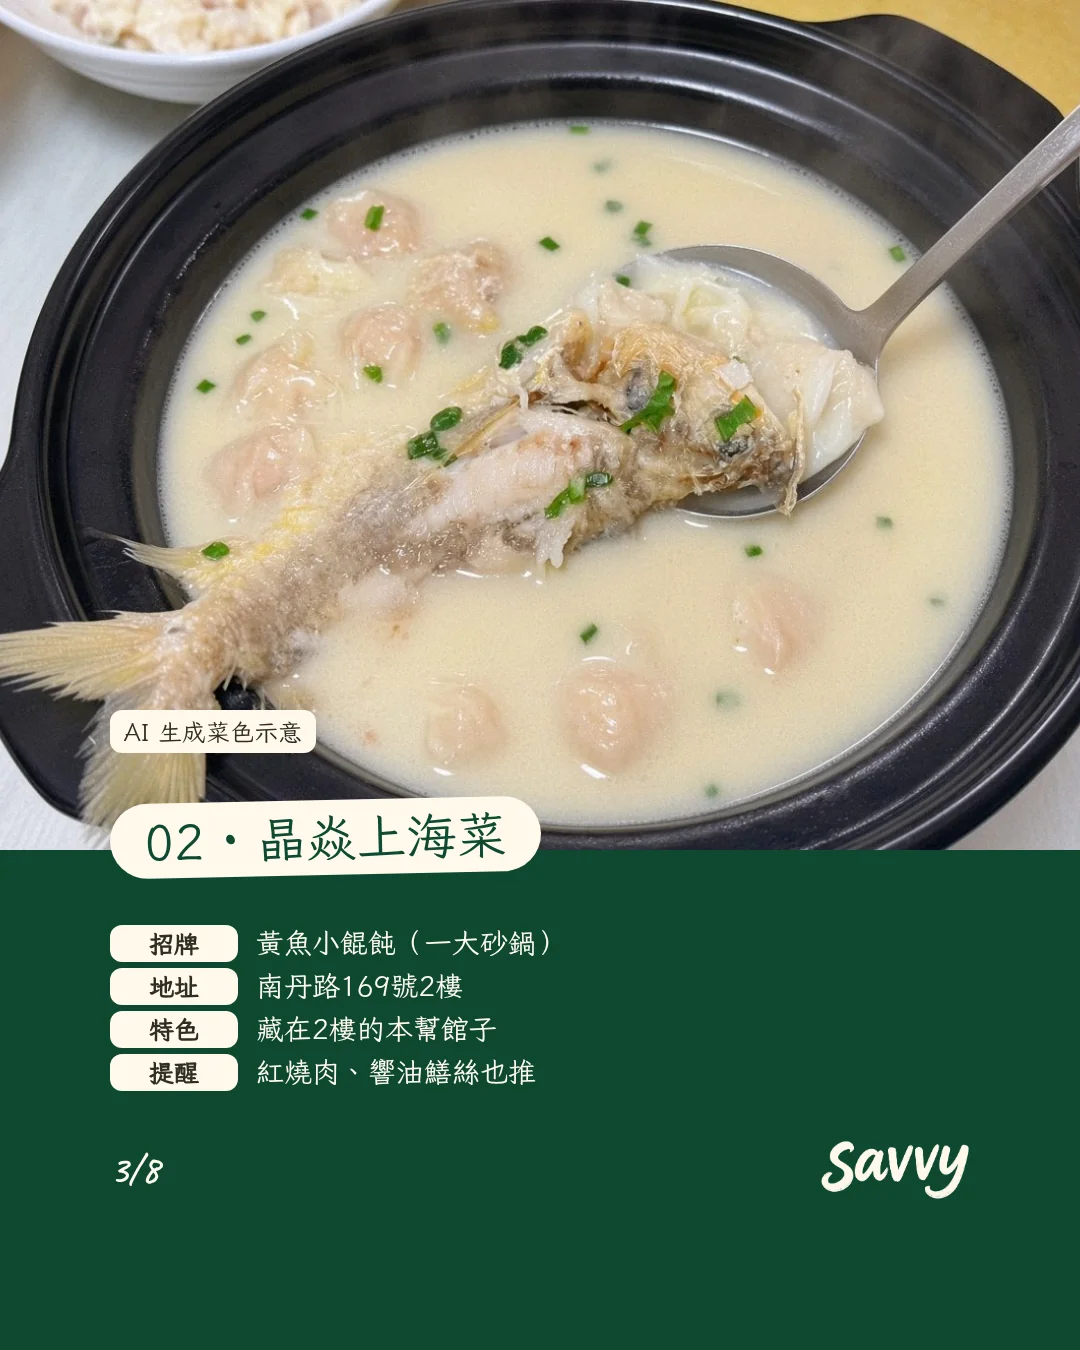 AI 生成菜色示意
02・晶焱上海菜
招牌 黃魚小餛飩（一大砂鍋）
地址 南丹路169號2樓
特色 藏在2樓的本幫館子
提醒 紅燒肉、響油鱔絲也推
3/8
Savvy